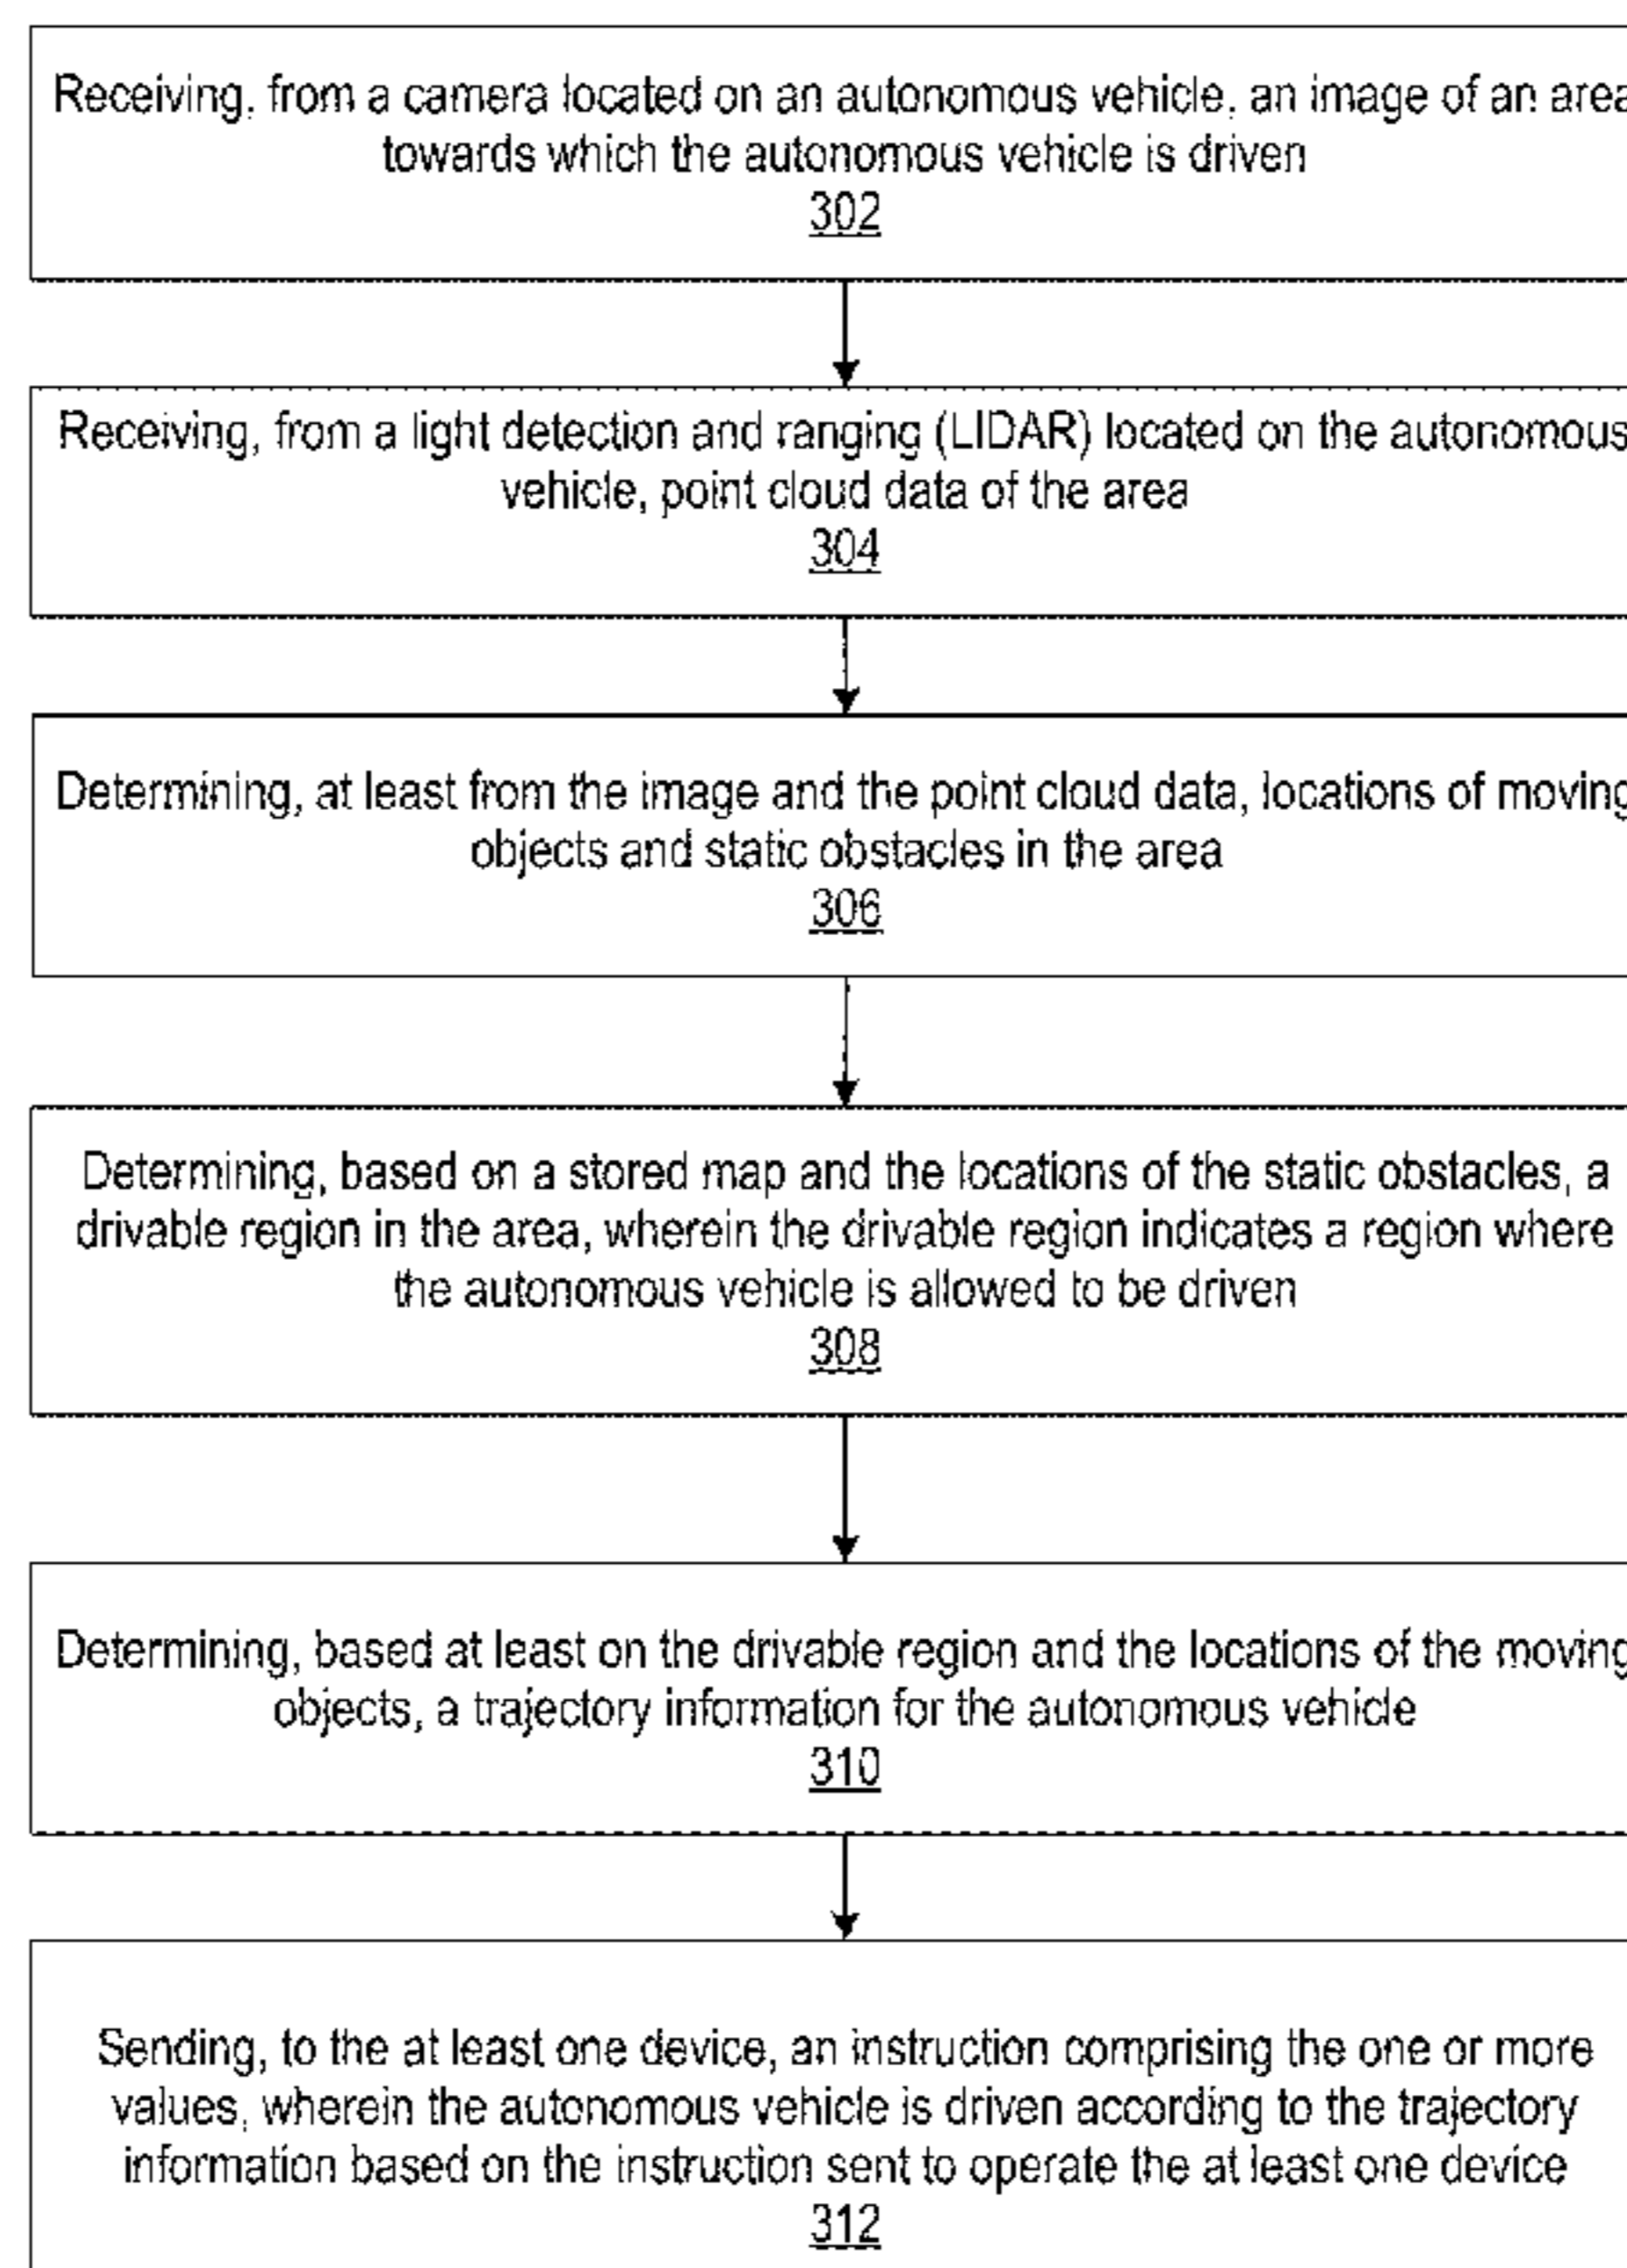 Receiving, from a camera located on an autonomous vehicle, an image of an area
towards which the autonomous vehicle is driven
302
Receiving, from a light detection and ranging (LIDAR) located on the autonomous
vehicle, point cloud data of the area
304
Determining, at least from the image and the point cloud data, locations of moving
objects and static obstacles in the area
306
Determining, based on a stored map and the locations of the static obstacles, a
drivable region in the area, wherein the drivable region indicates a region where
the autonomous vehicle is allowed to be driven
308
Determining, based at least on the drivable region and the locations of the moving
objects, a trajectory information for the autonomous vehicle
310
Sending, to the at least one device, an instruction comprising the one or more
values, wherein the autonomous vehicle is driven according to the trajectory
information based on the instruction sent to operate the at least one device
312